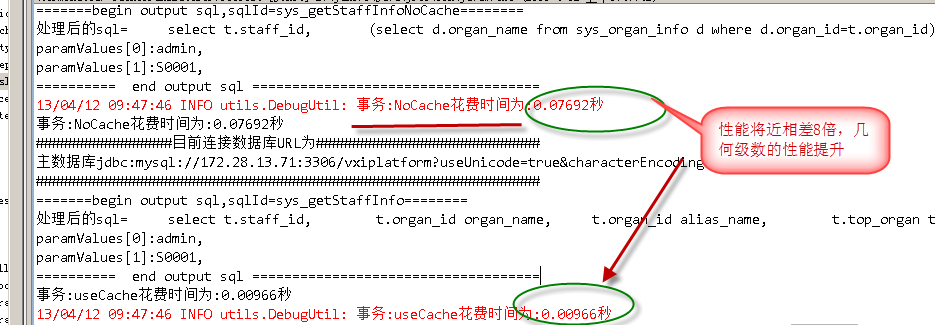 =======begin output sql,sqlId=sys_getStaffInfoNoCache========
处理后的sql= select t.staff_id, (select d.organ_name from sys_organ_info d where d.organ_id=t.organ_id)
paramValues[0]:admin,
paramValues[1]:S0001,
========== end output sql ====================================
13/04/12 09:47:46 INFO utils.DebugUtil: 事务:NoCache花费时间为:0.07692秒
事务:NoCache花费时间为:0.07692秒
性能将近相差8倍，几
何级数的性能提升
##################目前连接数据库URL为##########################
主数据库jdbc:mysql://172.28.13.71:3306/vxiplatform?useUnicode=true&characterEncoding
###############################################################
=======begin output sql,sqlId=sys_getStaffInfo========
处理后的sql= select t.staff_id, t.organ_id organ_name, t.organ_id alias_name, t.top_organ t
paramValues[0]:admin,
paramValues[1]:S0001,
========== end output sql ====================================
事务:useCache花费时间为:0.00966秒
13/04/12 09:47:46 INFO utils.DebugUtil: 事务:useCache花费时间为:0.00966秒